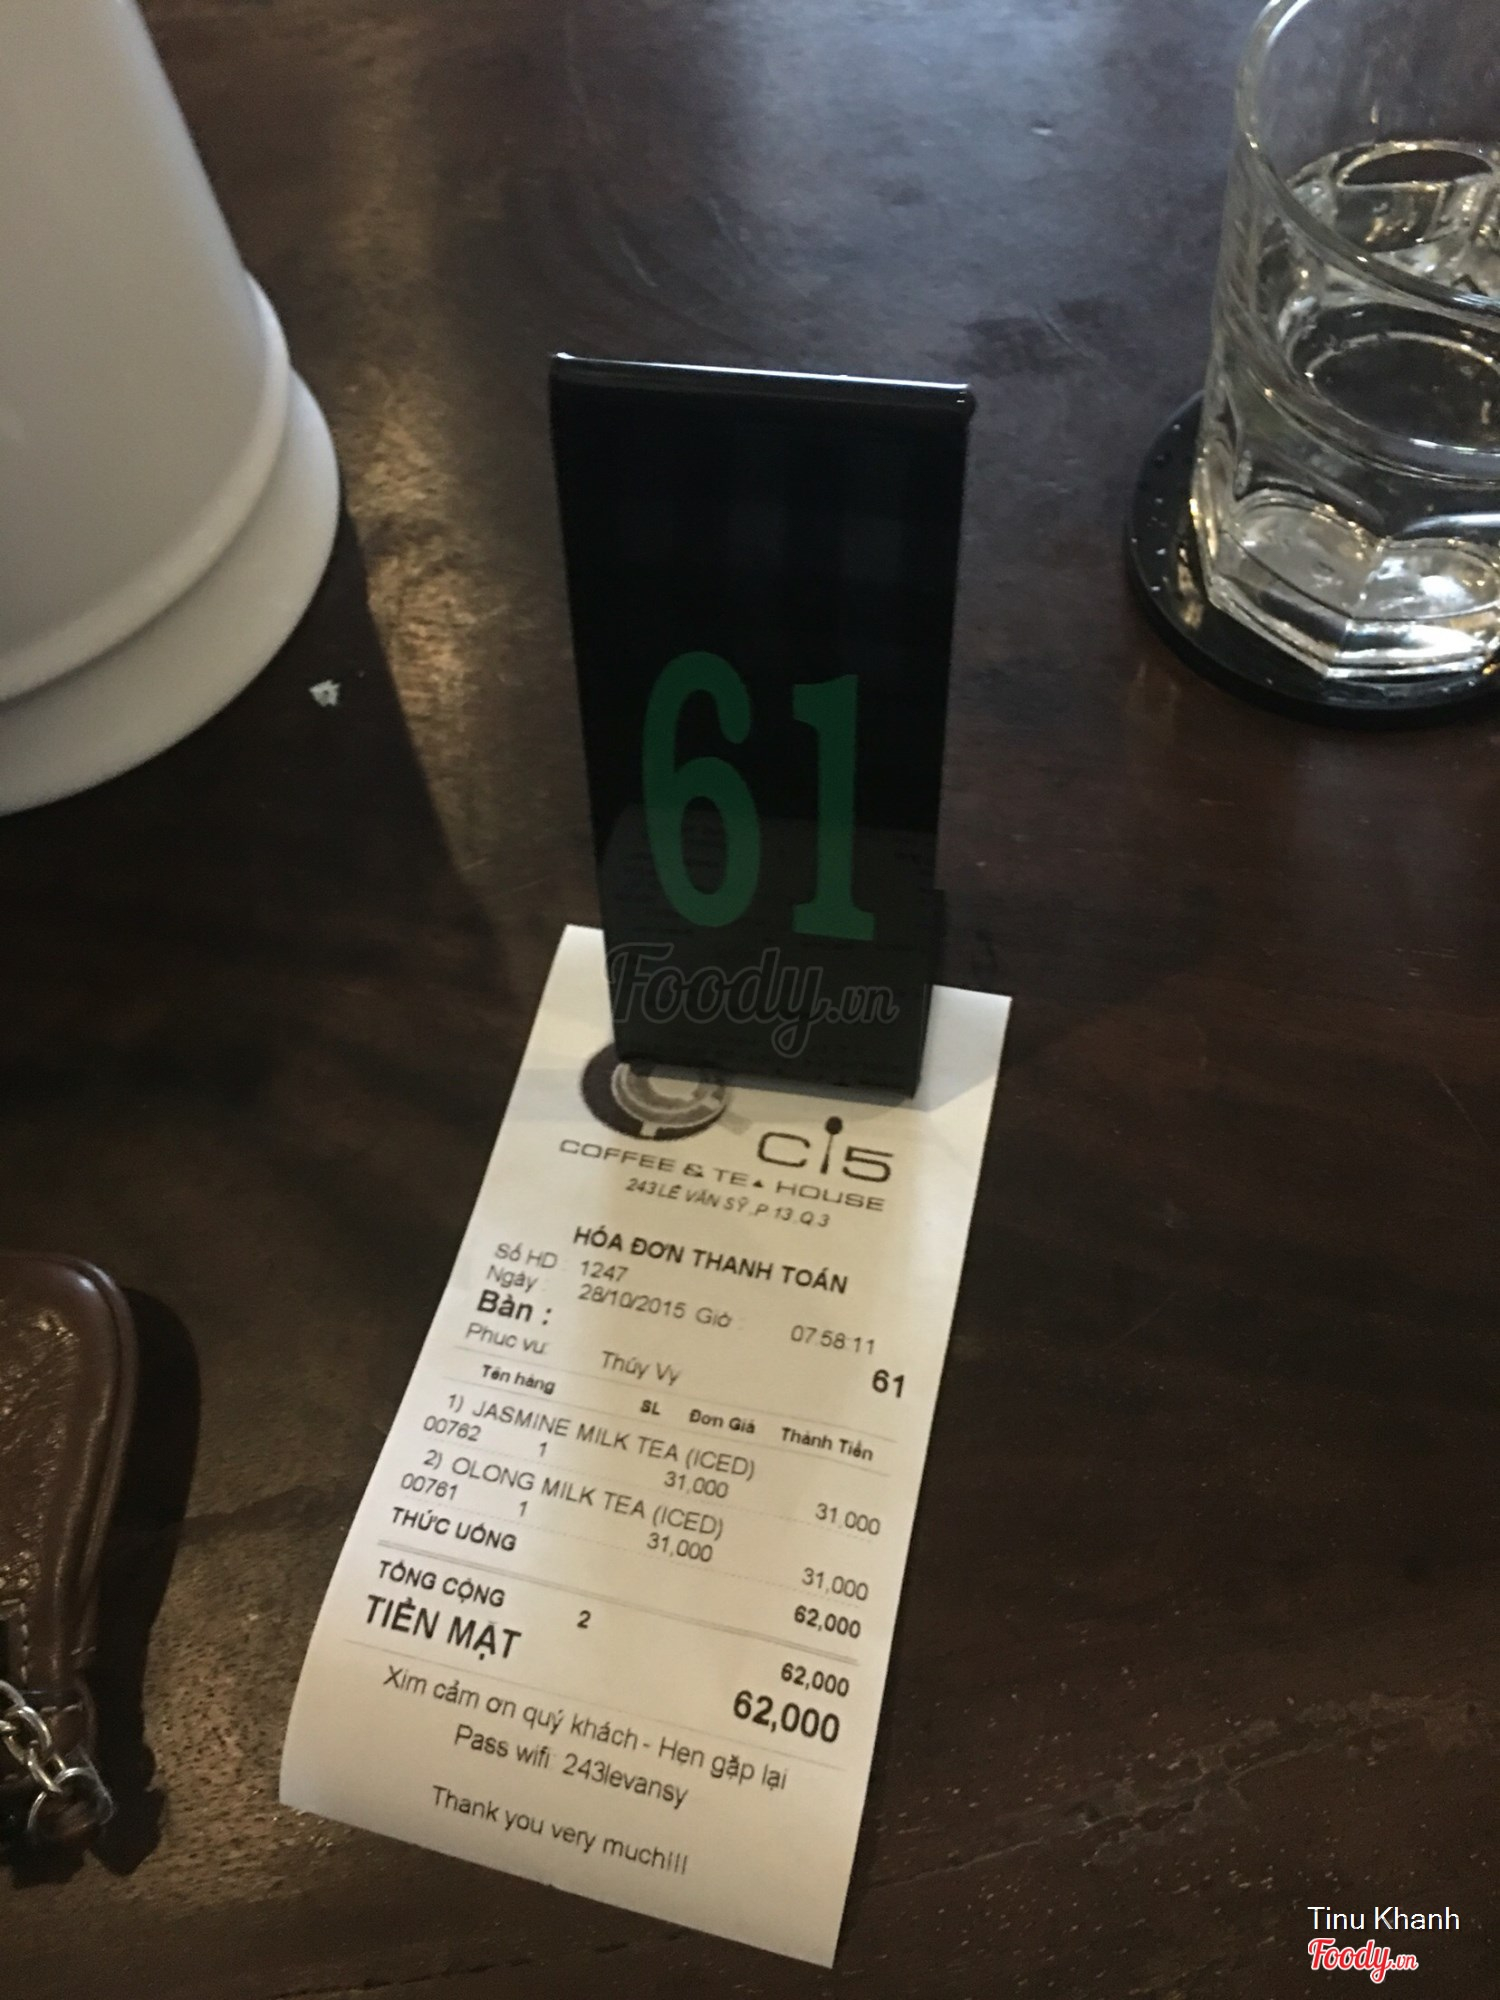 61
Foody.vn
Ci5
COFFEE & TEA HOUSE
243 LÊ VĂN SỸ . P 13 . Q.3
HÓA ĐƠN THANH TOÁN
Số HD : 1247
Ngày : 28/10/2015 Giờ : 07:58:11
Bàn : 61
Phuc vu: Thúy Vy
Tên hàng SL Đơn Giá Thành Tiền
1) JASMINE MILK TEA (ICED)
00762 1 31,000 31,000
2) OLONG MILK TEA (ICED)
00761 1 31,000 31,000
THỨC UỐNG 62,000
TỔNG CỘNG 2 62,000
TIỀN MẶT 62,000
Xim cảm ơn quý khách - Hẹn gặp lại
Pass wifi: 243levansy
Thank you very much!!!
Tinu Khanh
Foody.vn